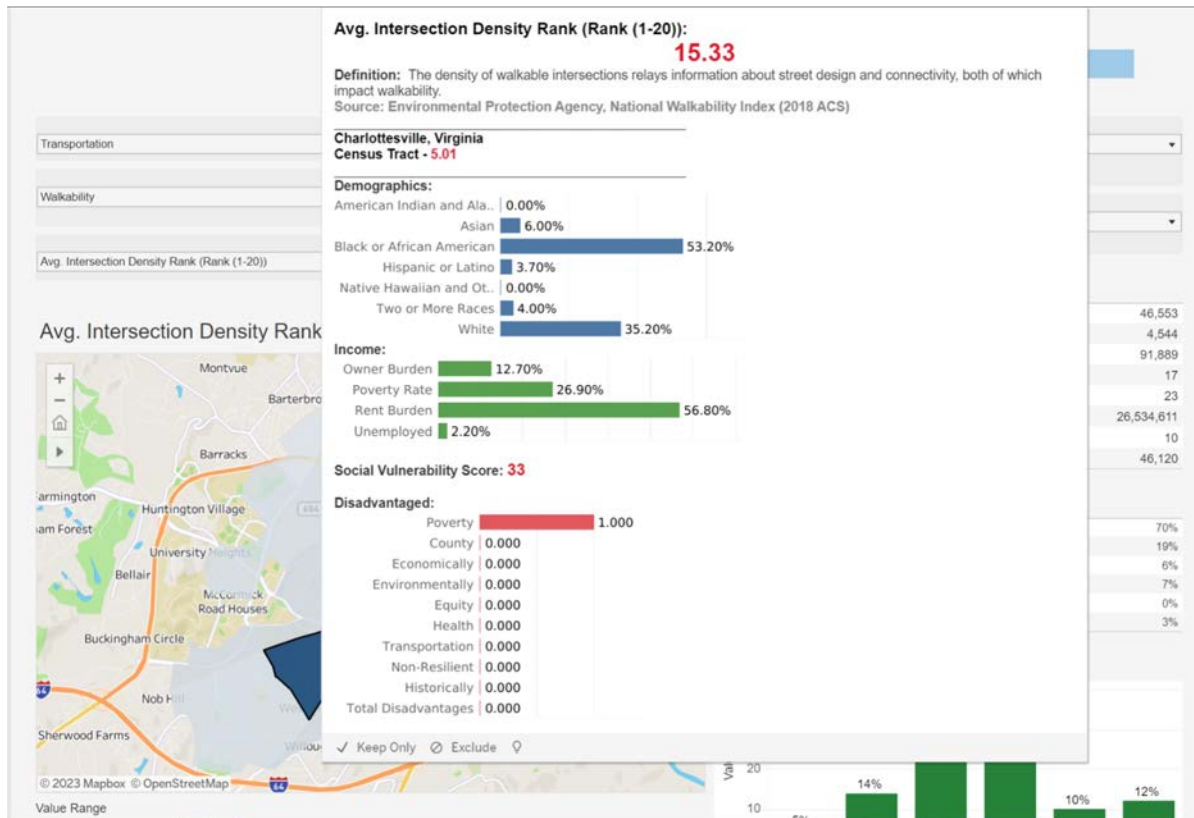 Avg. Intersection Density Rank (Rank (1-20)):
15.33
Definition: The density of walkable intersections relays information about street design and connectivity, both of which
impact walkability.
Source: Environmental Protection Agency, National Walkability Index (2018 ACS)
Charlottesville, Virginia
Census Tract - 5.01
Demographics:
American Indian and Ala.. 0.00%
Asian 6.00%
Black or African American 53.20%
Hispanic or Latino 3.70%
Native Hawaiian and Ot.. 0.00%
Two or More Races 4.00%
White 35.20%
Income:
Owner Burden 12.70%
Poverty Rate 26.90%
Rent Burden 56.80%
Unemployed 2.20%
Social Vulnerability Score: 33
Disadvantaged:
Poverty 1.000
County 0.000
Economically 0.000
Environmentally 0.000
Equity 0.000
Health 0.000
Transportation 0.000
Non-Resilient 0.000
Historically 0.000
Total Disadvantages 0.000
Keep Only Exclude
Transportation
Walkability
Avg. Intersection Density Rank (Rank (1-20))
Avg. Intersection Density Rank
Montvue
Barterbro
Barracks
armington
Huntington Village
am Forest
University Heights
Bellair
McCormick
Road Houses
Buckingham Circle
64
Nob H
Sherwood Farms
Willou
© 2023 Mapbox © OpenStreetMap
64
Value Range
46,553
4,544
91,889
17
23
26,534,611
10
46,120
70%
19%
6%
7%
0%
3%
20
10
14%
10%
12%